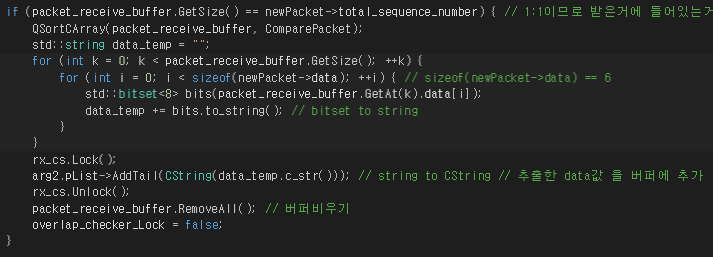 if (packet_receive_buffer.GetSize() == newPacket->total_sequence_number) { // 1:1이므로 받은거에 들어있는거
QSortCArray(packet_receive_buffer, ComparePacket);
std::string data_temp = "";
for (int k = 0; k < packet_receive_buffer.GetSize(); ++k) {
for (int i = 0; i < sizeof(newPacket->data); ++i) { // sizeof(newPacket->data) == 6
std::bitset<8> bits(packet_receive_buffer.GetAt(k).data[i]);
data_temp += bits.to_string(); // bitset to string
}
}
rx_cs.Lock();
arg2.pList->AddTail(CString(data_temp.c_str())); // string to CString // 추출한 data값 을 버퍼에 추가
rx_cs.Unlock();
packet_receive_buffer.RemoveAll(); // 버퍼비우기
overlap_checker_Lock = false;
}